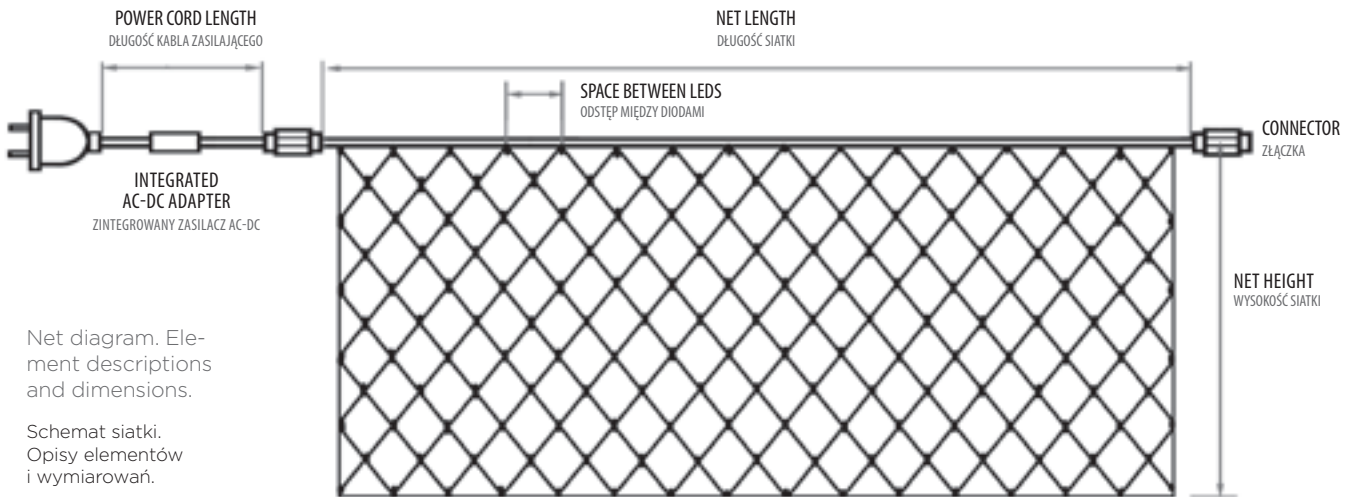 POWER CORD LENGTH
DŁUGOŚĆ KABLA ZASILAJĄCEGO
NET LENGTH
DŁUGOŚĆ SIATKI
SPACE BETWEEN LEDS
ODSTĘP MIĘDZY DIODAMI
CONNECTOR
ZŁĄCZKA
INTEGRATED
AC-DC ADAPTER
ZINTEGROWANY ZASILACZ AC-DC
NET HEIGHT
WYSOKOŚĆ SIATKI
Net diagram. Ele-
ment descriptions
and dimensions.
Schemat siatki.
Opisy elementów
i wymiarowań.